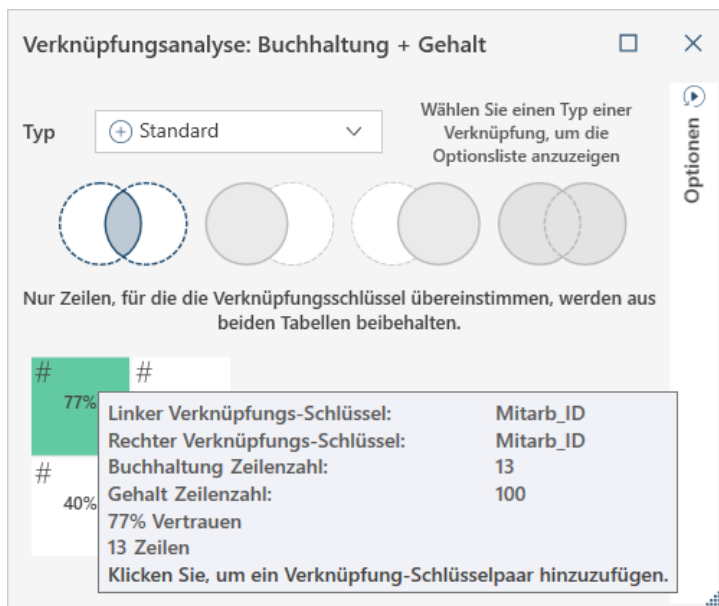 Verknüpfungsanalyse: Buchhaltung + Gehalt
Typ
Standard
Wählen Sie einen Typ einer
Verknüpfung, um die
Optionsliste anzuzeigen
Optionen
Nur Zeilen, für die die Verknüpfungsschlüssel übereinstimmen, werden aus
beiden Tabellen beibehalten.
# #
77%
#
40%
Linker Verknüpfungs-Schlüssel: Mitarb_ID
Rechter Verknüpfungs-Schlüssel: Mitarb_ID
Buchhaltung Zeilenzahl: 13
Gehalt Zeilenzahl: 100
77% Vertrauen
13 Zeilen
Klicken Sie, um ein Verknüpfung-Schlüsselpaar hinzuzufügen.